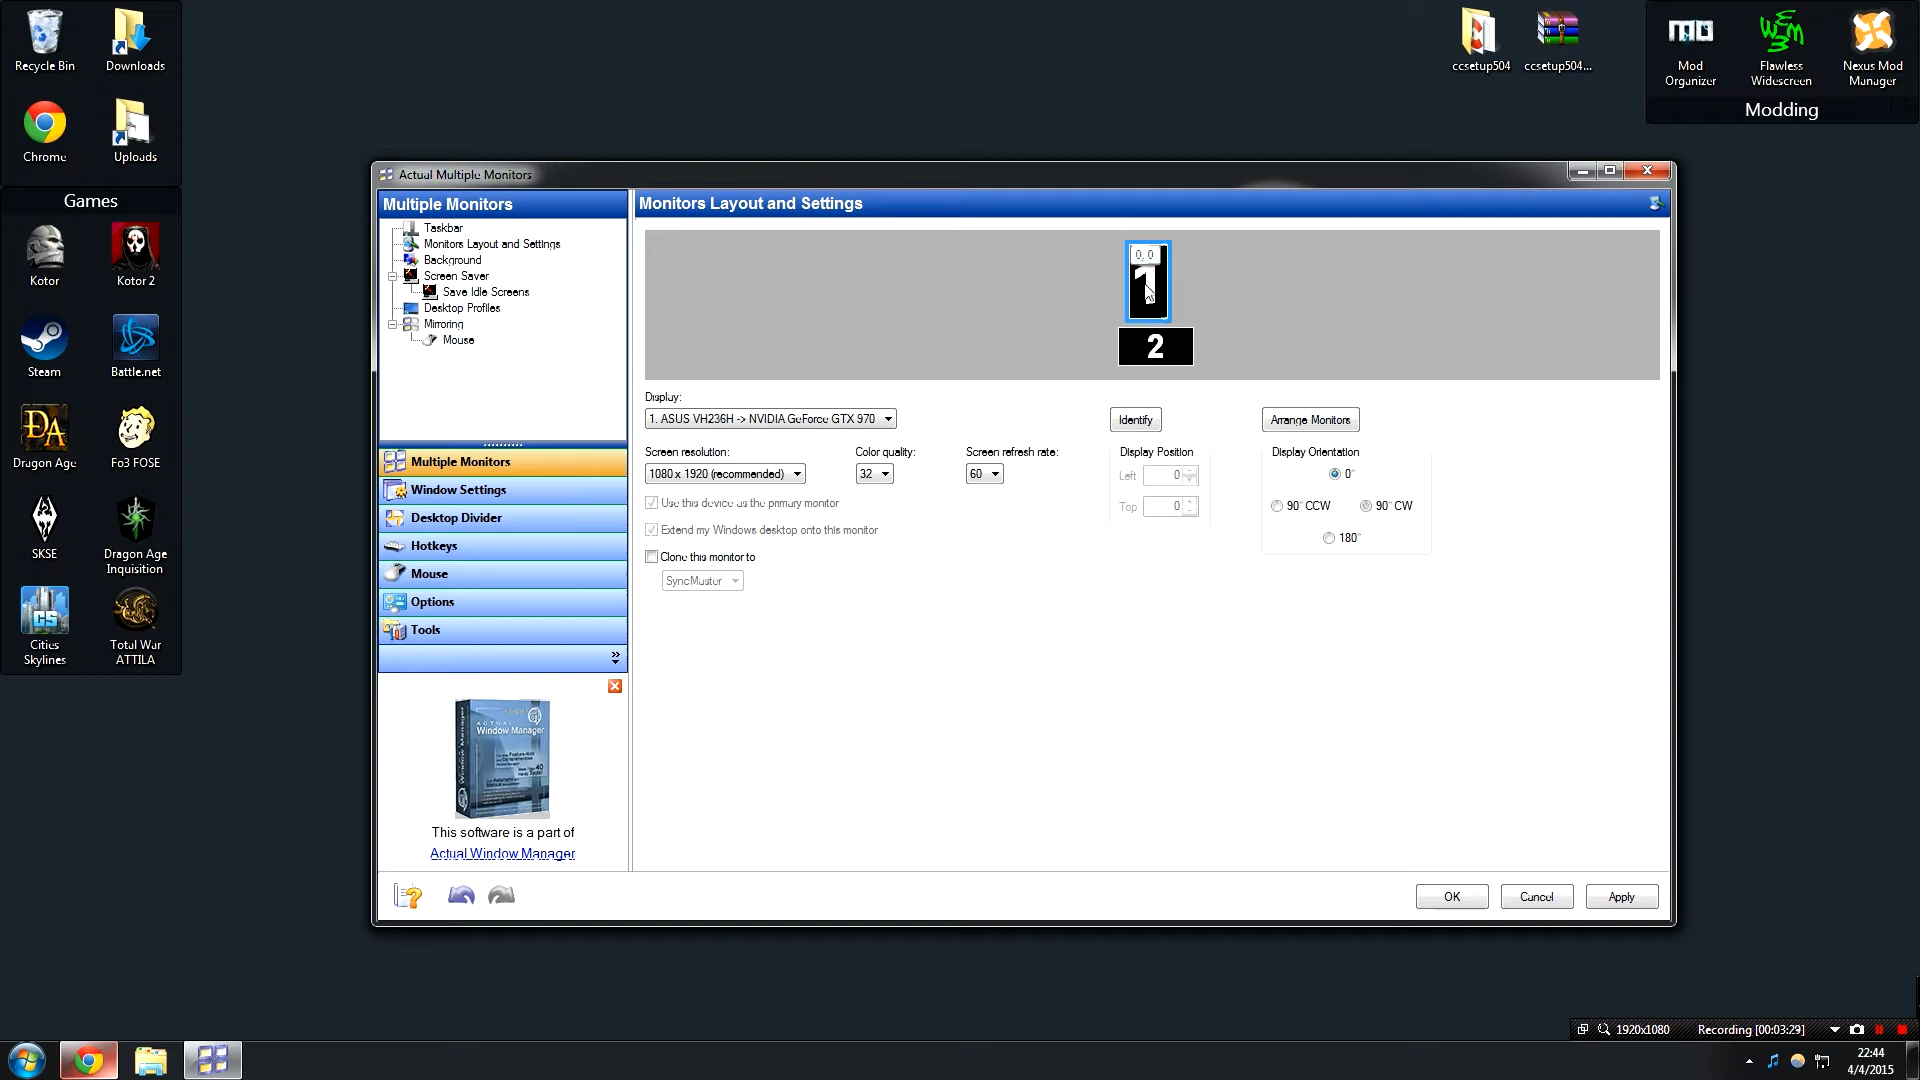 Recycle Bin
Downloads
Chrome
Uploads
Games
Kotor
Kotor 2
Steam
Battle.net
DA
Dragon Age
Fo3 FOSE
SKSE
Dragon Age
Inquisition
CS
Cities
Skylines
Total War
ATTILA
ccsetup504
ccsetup504...
Mod
Organizer
Flawless
Widescreen
Nexus Mod
Manager
Modding
Actual Multiple Monitors
Multiple Monitors
Taskbar
Monitors Layout and Settings
Background
Screen Saver
Save Idle Screens
Desktop Profiles
Mirroring
Mouse
Multiple Monitors
Window Settings
Desktop Divider
Hotkeys
Mouse
Options
Tools
ACTUAL
Window Manager
This software is a part of
Actual Window Manager
Monitors Layout and Settings
0, 0
1
2
Display:
1. ASUS VH236H -> NVIDIA GeForce GTX 970
Identify
Arrange Monitors
Screen resolution:
Color quality:
Screen refresh rate:
Display Position
Display Orientation
1080 x 1920 (recommended)
32
60
Left
0
0°
Use this device as the primary monitor
Top
0
90° CCW
90° CW
Extend my Windows desktop onto this monitor
180°
Clone this monitor to
SyncMaster
OK
Cancel
Apply
1920x1080
Recording [00:03:29]
22:44
4/4/2015